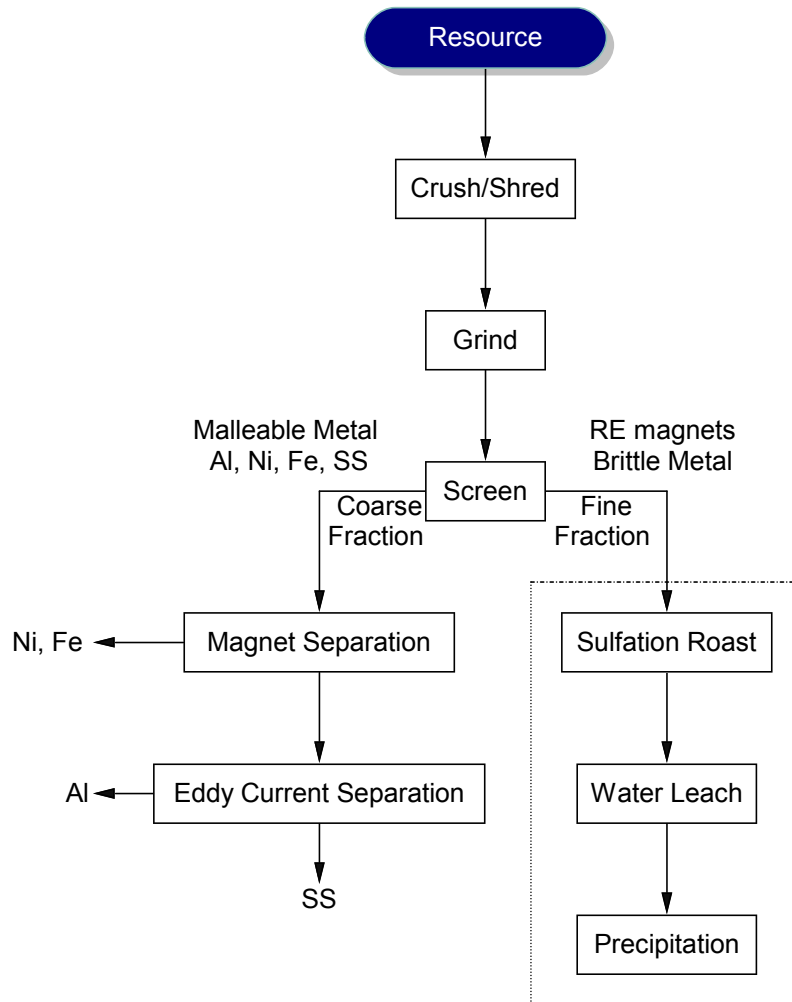 Resource
Crush/Shred
Grind
Malleable Metal
Al, Ni, Fe, SS
RE magnets
Brittle Metal
Screen
Coarse
Fraction
Fine
Fraction
Ni, Fe
Magnet Separation
Sulfation Roast
Al
Eddy Current Separation
Water Leach
SS
Precipitation